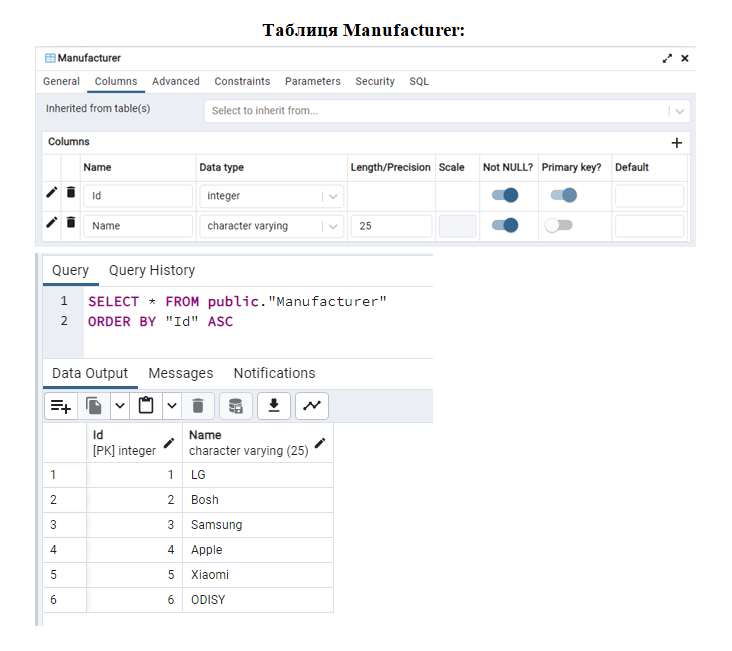 Таблиця Manufacturer:
Manufacturer
General Columns Advanced Constraints Parameters Security SQL
Inherited from table(s) Select to inherit from...
Columns
Name Data type Length/Precision Scale Not NULL? Primary key? Default
Id integer
Name character varying 25
Query Query History
1 SELECT * FROM public."Manufacturer"
2 ORDER BY "Id" ASC
Data Output Messages Notifications
Id Name
[PK] integer character varying (25)
1 1 LG
2 2 Bosh
3 3 Samsung
4 4 Apple
5 5 Xiaomi
6 6 ODISY